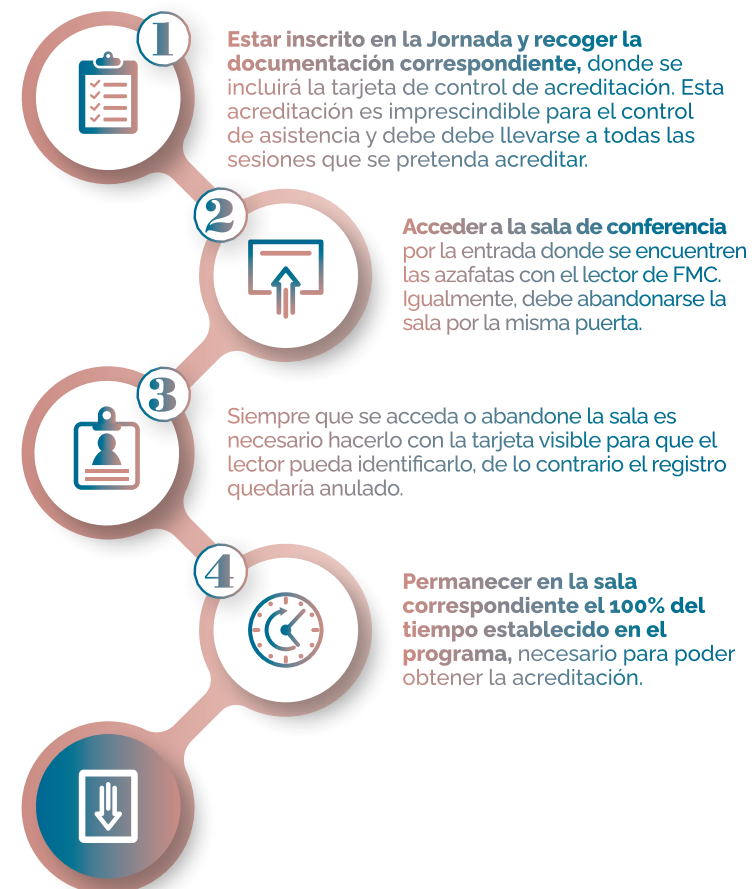 1
Estar inscrito en la Jornada y recoger la
documentación correspondiente, donde se
incluirá la tarjeta de control de acreditación. Esta
acreditación es imprescindible para el control
de asistencia y debe debe llevarse a todas las
sesiones que se pretenda acreditar.
2
Acceder a la sala de conferencia
por la entrada donde se encuentren
las azafatas con el lector de FMC.
Igualmente, debe abandonarse la
sala por la misma puerta.
3
Siempre que se acceda o abandone la sala es
necesario hacerlo con la tarjeta visible para que el
lector pueda identificarlo, de lo contrario el registro
quedaría anulado.
4
Permanecer en la sala
correspondiente el 100% del
tiempo establecido en el
programa, necesario para poder
obtener la acreditación.